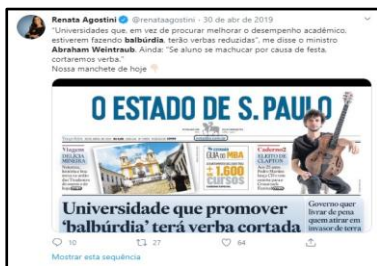 Renata Agostini @renataagostini · 30 de abr de 2019
"Universidades que, em vez de procurar melhorar o desempenho acadêmico,
estiverem fazendo balbúrdia, terão verbas reduzidas", me disse o ministro
Abraham Weintraub. Ainda: "Se aluno se machucar por causa de festa,
cortaremos verba."
Nossa manchete de hoje
O ESTADO DE S. PAULO
Viagem
DELÍCIA
MINEIRA
GUIA do MBA
+ 1.600
cursos
Caderno2
ELEITO DE
CLAPTON
Universidade que promover
'balbúrdia' terá verba cortada
Governo quer
livrar de pena
quem atirar em
invasor de terra
10
27
64
Mostrar esta sequência